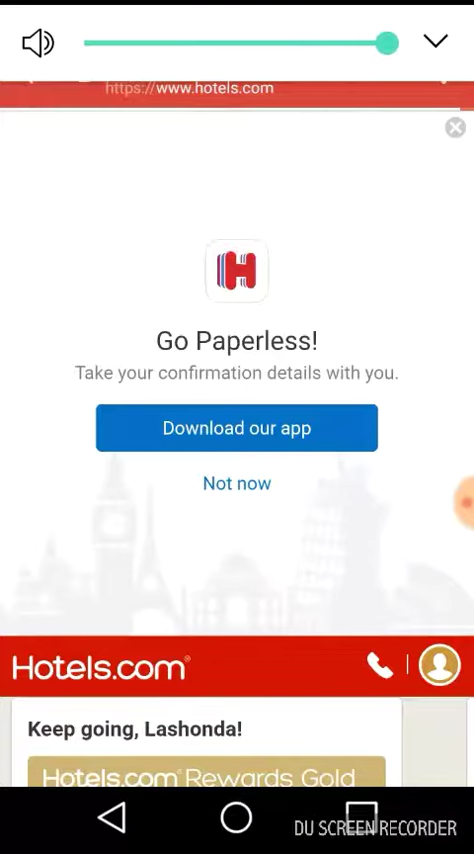 https://www.hotels.com
Go Paperless!
Take your confirmation details with you.
Download our app
Not now
Hotels.com®
Keep going, Lashonda!
Hotels.com® Rewards Gold
DU SCREEN RECORDER